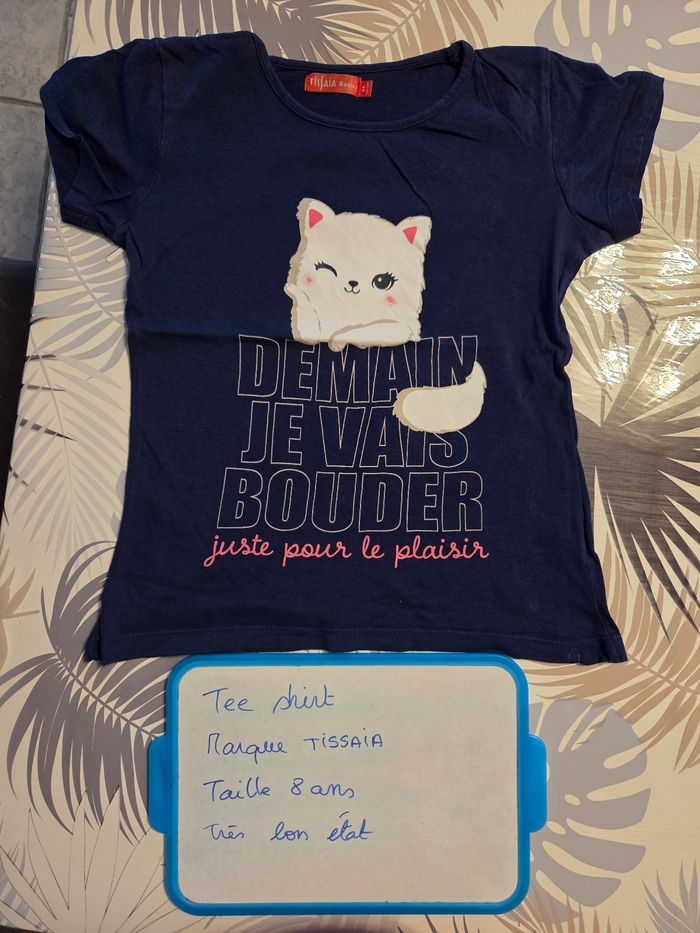 TISSAIA Basics
DEMAIN
JE VAIS
BOUDER
juste pour le plaisir
Tee shirt
Marque TISSAIA
Taille 8 ans
Très bon état